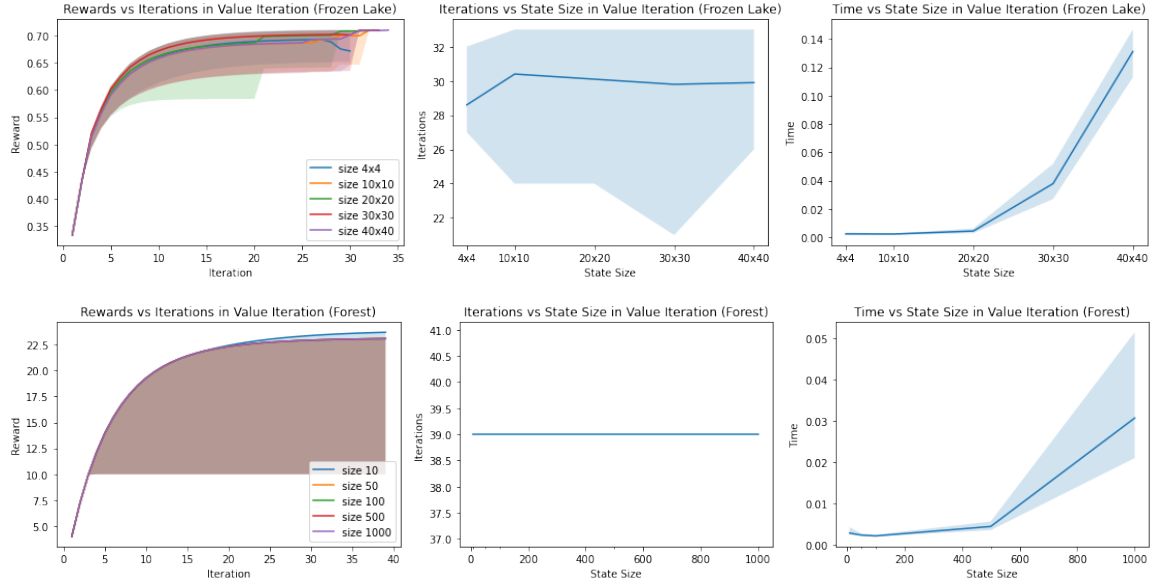 Rewards vs Iterations in Value Iteration (Frozen Lake)
Reward
0.70
0.65
0.60
0.55
0.50
0.45
0.40
0.35
size 4x4
size 10x10
size 20x20
size 30x30
size 40x40
0 5 10 15 20 25 30 35
Iteration
Iterations vs State Size in Value Iteration (Frozen Lake)
Iterations
32
30
28
26
24
22
4x4 10x10 20x20 30x30 40x40
State Size
Time vs State Size in Value Iteration (Frozen Lake)
Time
0.14
0.12
0.10
0.08
0.06
0.04
0.02
0.00
4x4 10x10 20x20 30x30 40x40
State Size
Rewards vs Iterations in Value Iteration (Forest)
Reward
22.5
20.0
17.5
15.0
12.5
10.0
7.5
5.0
size 10
size 50
size 100
size 500
size 1000
0 5 10 15 20 25 30 35 40
Iteration
Iterations vs State Size in Value Iteration (Forest)
Iterations
41.0
40.5
40.0
39.5
39.0
38.5
38.0
37.5
37.0
0 200 400 600 800 1000
State Size
Time vs State Size in Value Iteration (Forest)
Time
0.05
0.04
0.03
0.02
0.01
0.00
0 200 400 600 800 1000
State Size